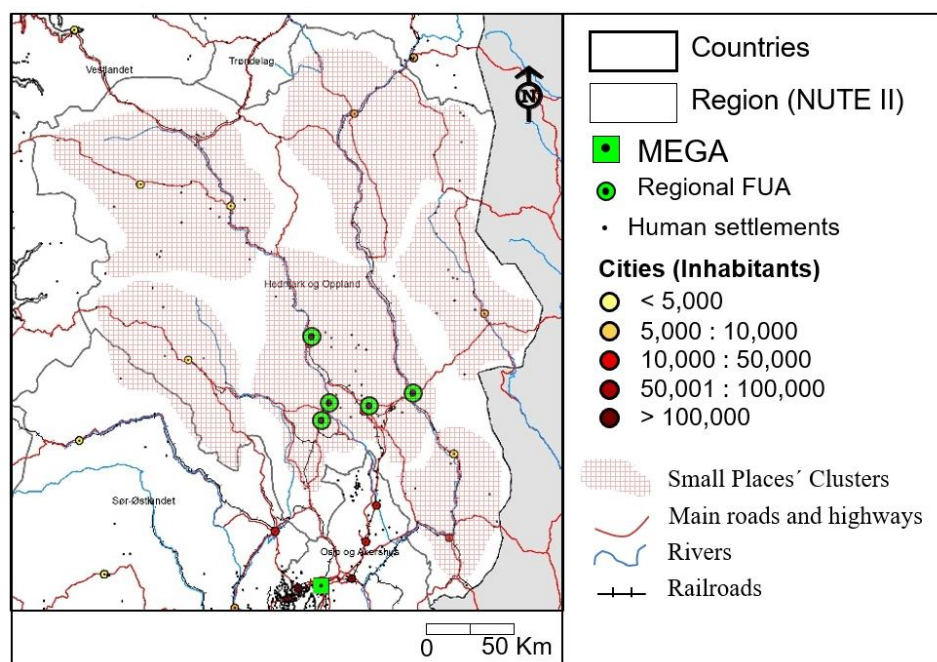 Vestlandet
Trøndelag
Hedmark og Oppland
Sør-Østlandet
Oslo og Akershus
N
0 50 Km
Countries
Region (NUTE II)
MEGA
Regional FUA
Human settlements
Cities (Inhabitants)
< 5,000
5,000 : 10,000
10,000 : 50,000
50,001 : 100,000
> 100,000
Small Places´ Clusters
Main roads and highways
Rivers
Railroads